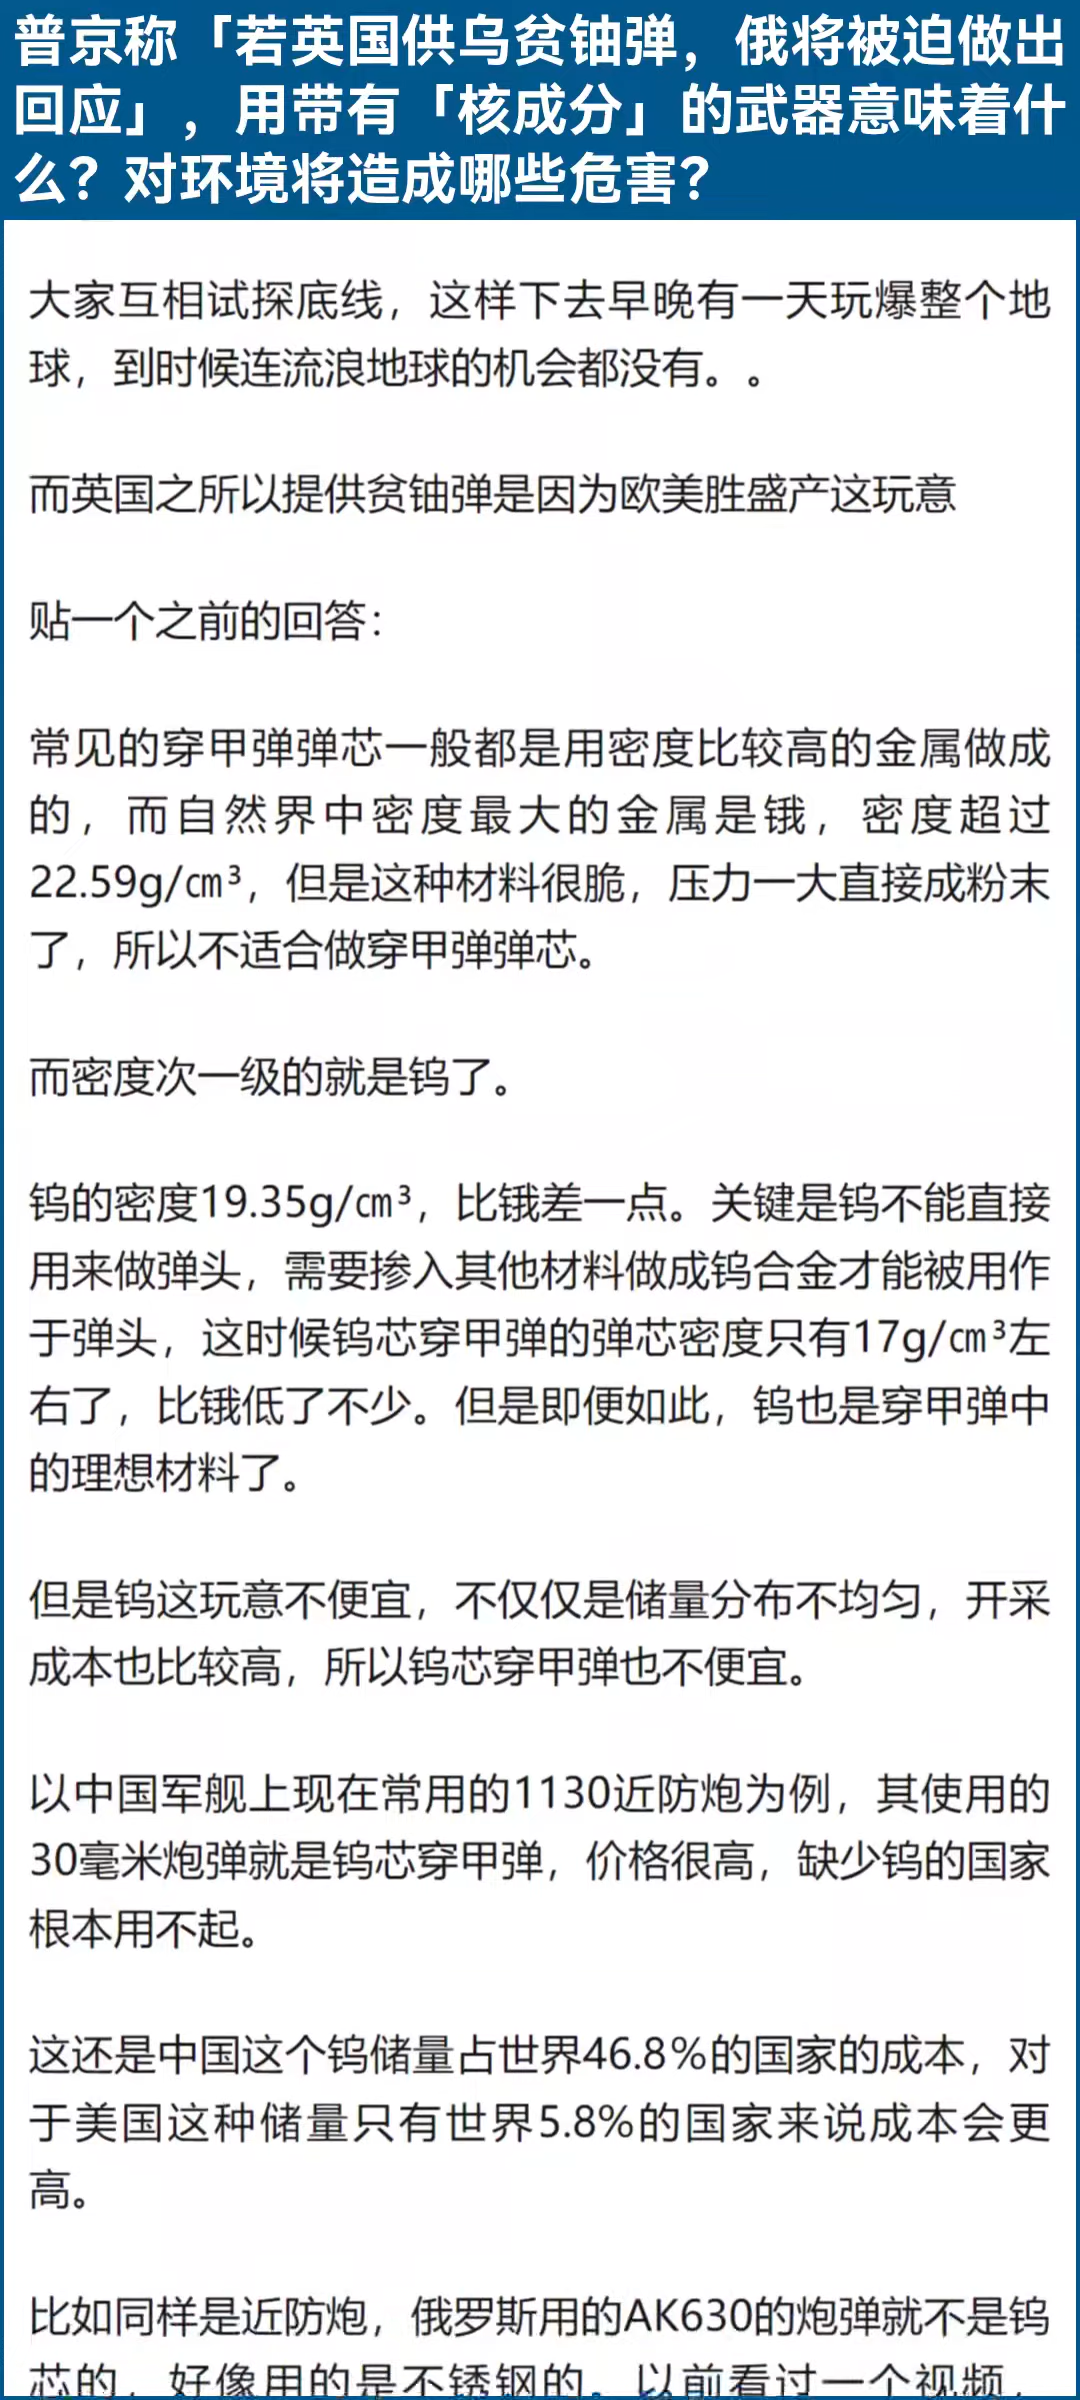 普京称「若英国供乌贫铀弹，俄将被迫做出
回应」，用带有「核成分」的武器意味着什
么？对环境将造成哪些危害？
大家互相试探底线，这样下去早晚有一天玩爆整个地
球，到时候连流浪地球的机会都没有。。
而英国之所以提供贫铀弹是因为欧美胜盛产这玩意
贴一个之前的回答：
常见的穿甲弹弹芯一般都是用密度比较高的金属做成
的，而自然界中密度最大的金属是锇，密度超过
22.59g/㎝³，但是这种材料很脆，压力一大直接成粉末
了，所以不适合做穿甲弹弹芯。
而密度次一级的就是钨了。
钨的密度19.35g/㎝³，比锇差一点。关键是钨不能直接
用来做弹头，需要掺入其他材料做成钨合金才能被用作
于弹头，这时候钨芯穿甲弹的弹芯密度只有17g/㎝³左
右了，比锇低了不少。但是即便如此，钨也是穿甲弹中
的理想材料了。
但是钨这玩意不便宜，不仅仅是储量分布不均匀，开采
成本也比较高，所以钨芯穿甲弹也不便宜。
以中国军舰上现在常用的1130近防炮为例，其使用的
30毫米炮弹就是钨芯穿甲弹，价格很高，缺少钨的国家
根本用不起。
这还是中国这个钨储量占世界46.8%的国家的成本，对
于美国这种储量只有世界5.8%的国家来说成本会更
高。
比如同样是近防炮，俄罗斯用的AK630的炮弹就不是钨
芯的，好像用的是不锈钢的，以前看过一个视频，